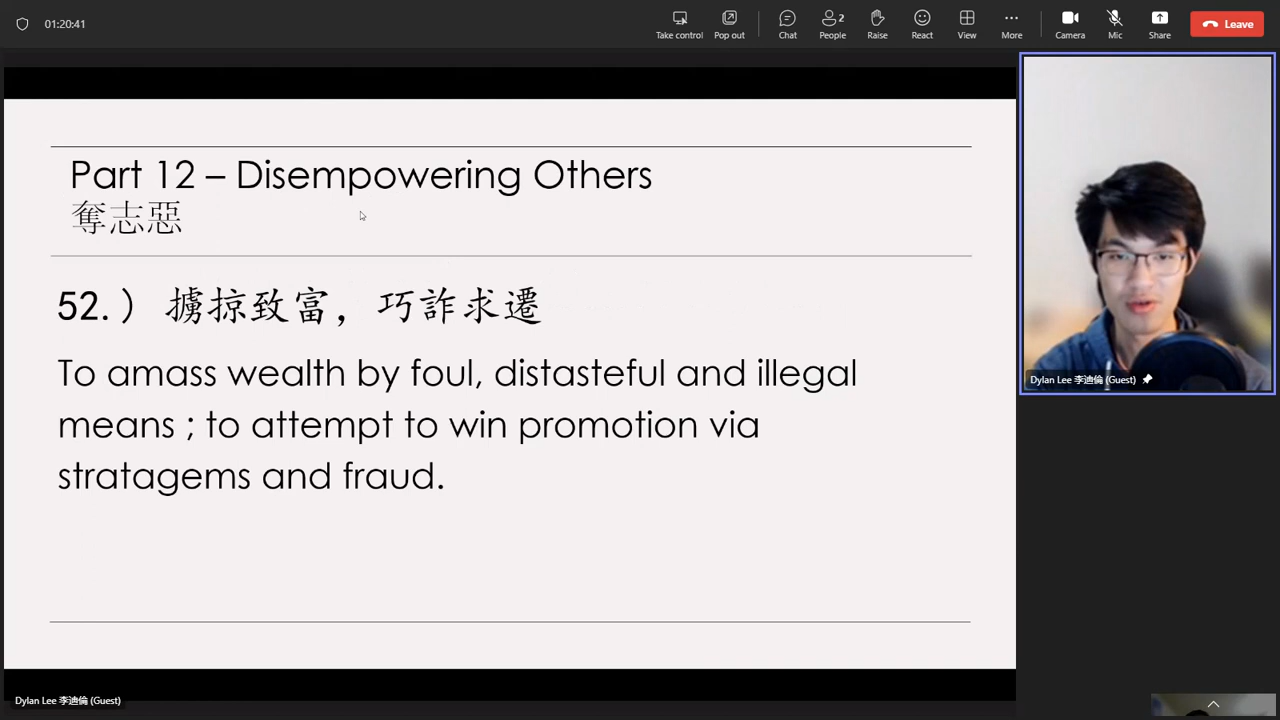 01:20:41
Take control
Pop out
Chat
2
People
Raise
React
View
More
Camera
Mic
Share
Leave
Part 12 – Disempowering Others
奪志惡
52.） 擄掠致富，巧詐求遷
To amass wealth by foul, distasteful and illegal
means ; to attempt to win promotion via
stratagems and fraud.
Dylan Lee 李迪倫 (Guest)
Dylan Lee 李迪倫 (Guest)